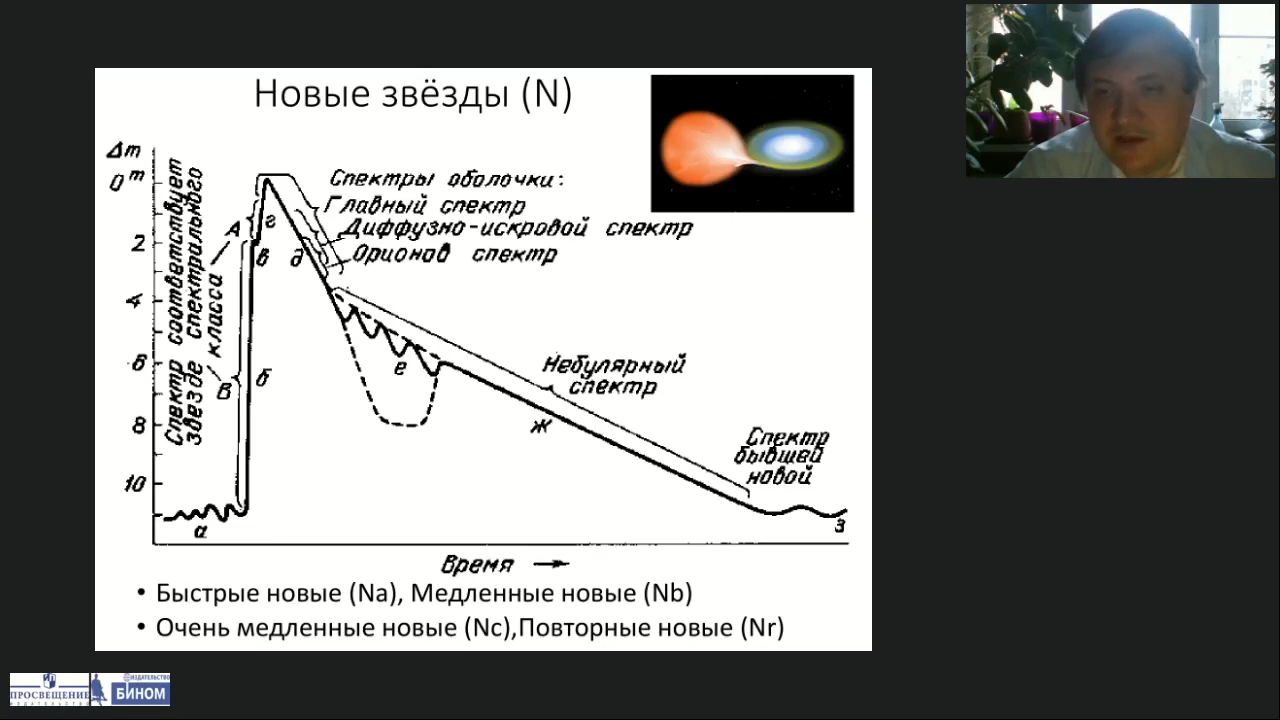 Новые звёзды (N)
Δm
0ᵐ
2
4
6
8
10
Спектр соответствует
звезде спектрального
класса
А
В
а
б
в
г
д
е
ж
з
Спектры оболочки:
Главный спектр
Диффузно-искровой спектр
Орионов спектр
Небулярный
спектр
Спектр
бывшей
новой
Время
• Быстрые новые (Na), Медленные новые (Nb)
• Очень медленные новые (Nc),Повторные новые (Nr)
ПРОСВЕЩЕНИЕ
ИЗДАТЕЛЬСТВО
ИЗДАТЕЛЬСТВО
БИНОМ